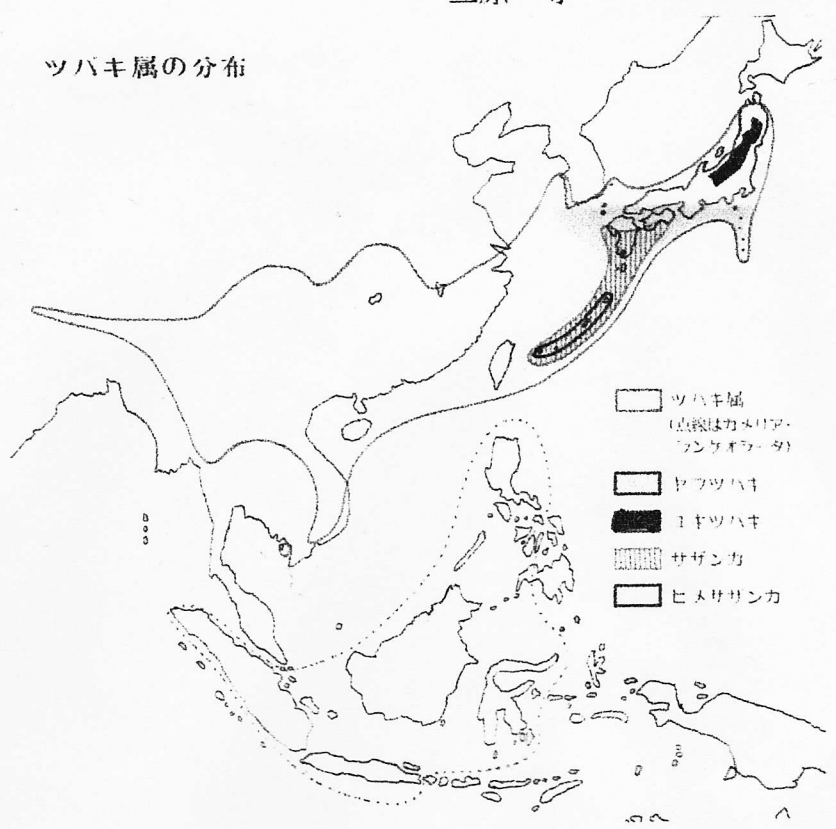 ツバキ属の分布
ツバキ属
(点線はカメリア・
ランケオラータ)
ヤブツバキ
ユキツバキ
サザンカ
ヒメサザンカ